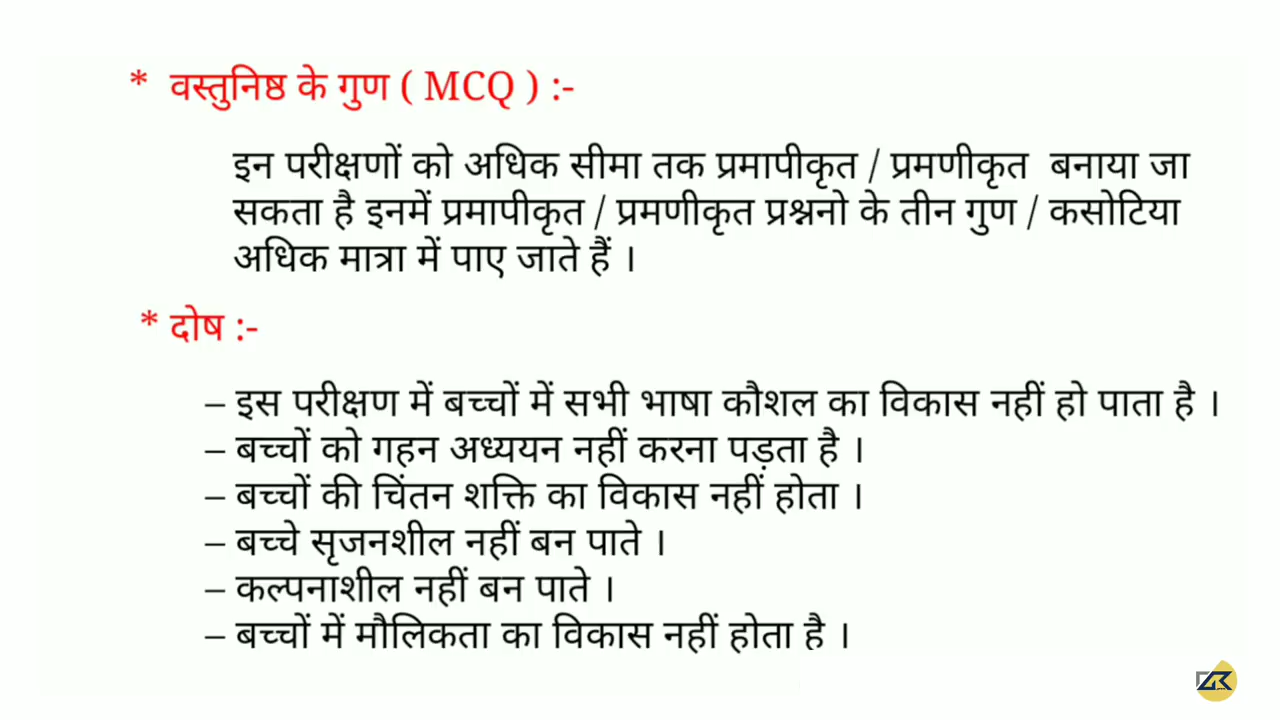 * वस्तुनिष्ठ के गुण ( MCQ ) :-
इन परीक्षणों को अधिक सीमा तक प्रमापीकृत / प्रमणीकृत बनाया जा
सकता है इनमें प्रमापीकृत / प्रमणीकृत प्रश्ननो के तीन गुण / कसोटिया
अधिक मात्रा में पाए जाते हैं ।
* दोष :-
– इस परीक्षण में बच्चों में सभी भाषा कौशल का विकास नहीं हो पाता है ।
– बच्चों को गहन अध्ययन नहीं करना पड़ता है ।
– बच्चों की चिंतन शक्ति का विकास नहीं होता ।
– बच्चे सृजनशील नहीं बन पाते ।
– कल्पनाशील नहीं बन पाते ।
– बच्चों में मौलिकता का विकास नहीं होता है ।